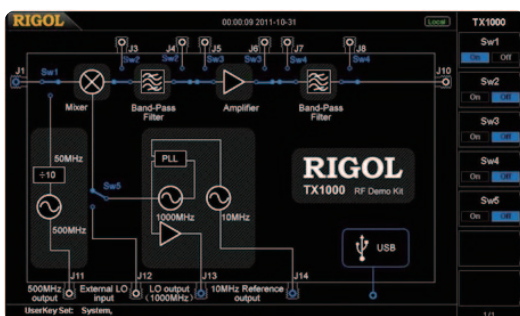 RIGOL 00:00:09 2011-10-31 Local TX1000
Sw1
On Off
Sw2
On Off
Sw3
On Off
Sw4
On Off
Sw5
On Off
J3 J4 J5 J6 J7 J8
J1 Sw1 Sw2 Sw2 Sw3 Sw3 Sw4 Sw4 J10
Mixer
Band-Pass
Filter
Amplifier
Band-Pass
Filter
50MHz
÷10
500MHz
Sw5
PLL
1000MHz
10MHz
RIGOL
TX1000 RF Demo Kit
USB
J11 J12 J13 J14
500MHz
output
External LO
input
LO output
(1000MHz)
10MHz Reference
output
UserKey Set: System,
1/1